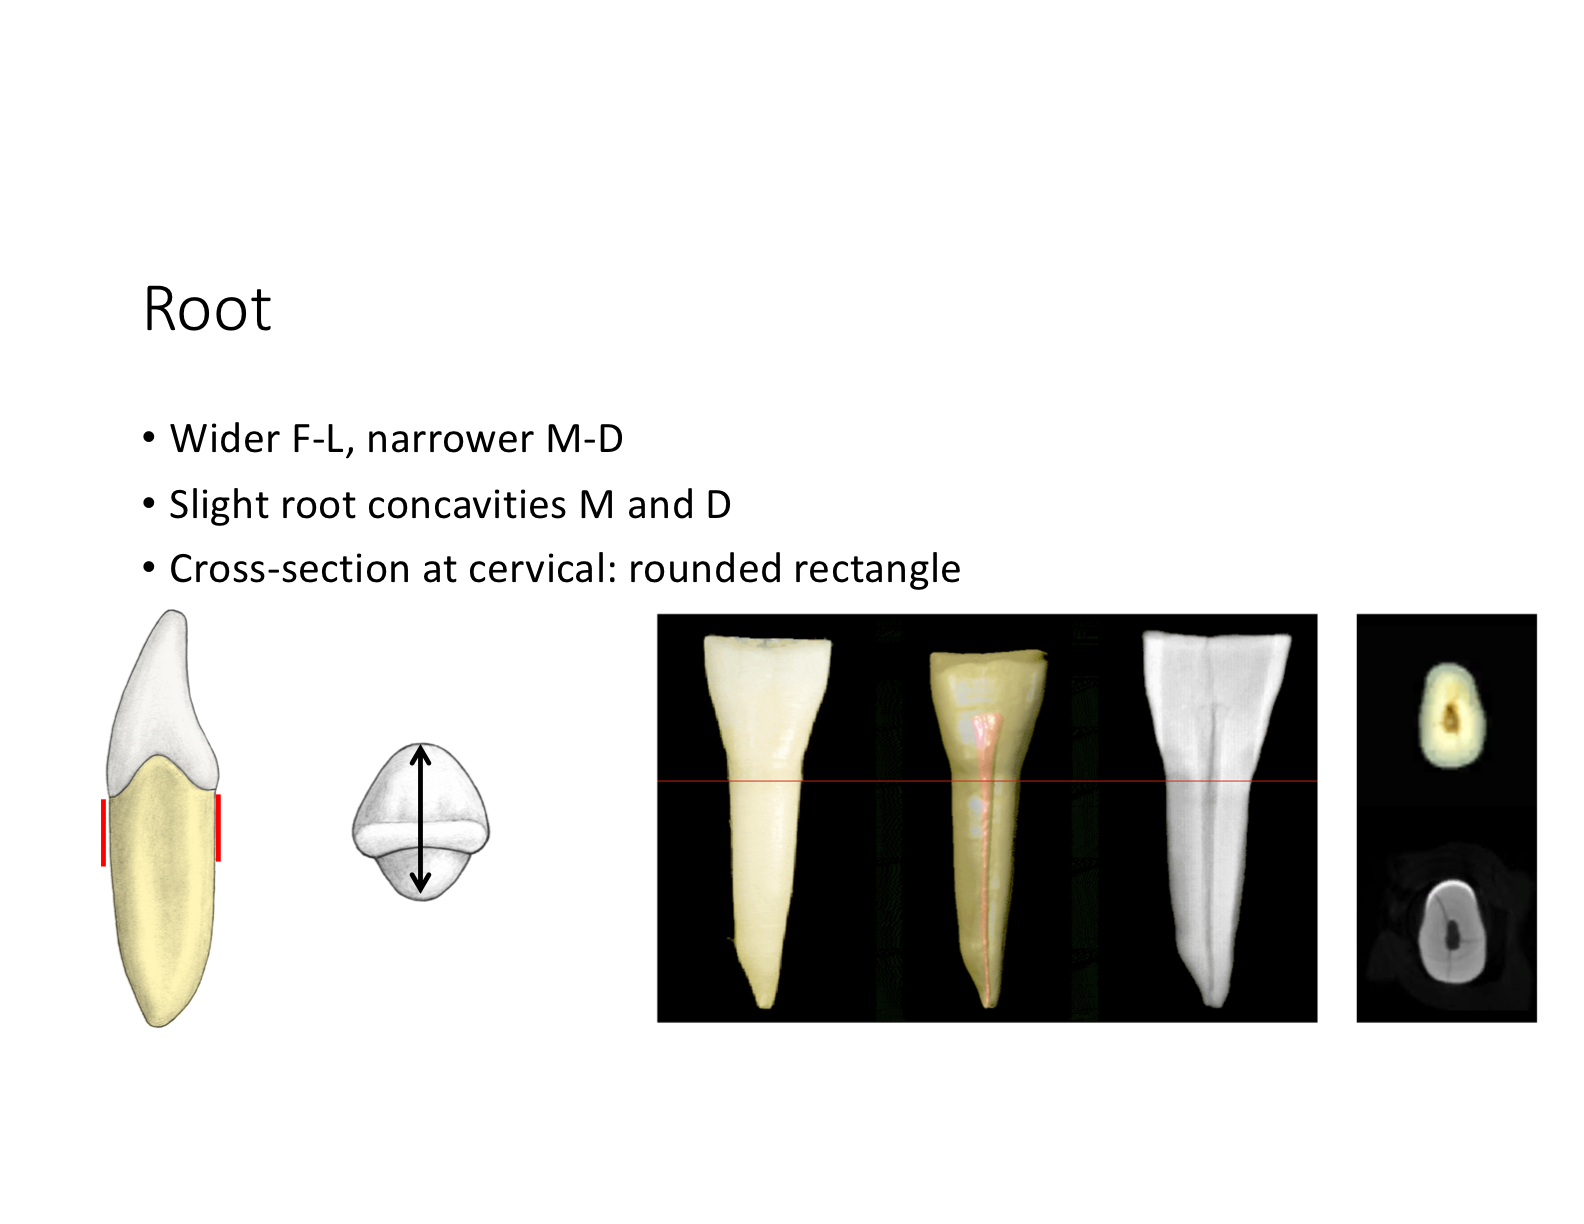 Root
• Wider F-L, narrower M-D
• Slight root concavities M and D
• Cross-section at cervical: rounded rectangle